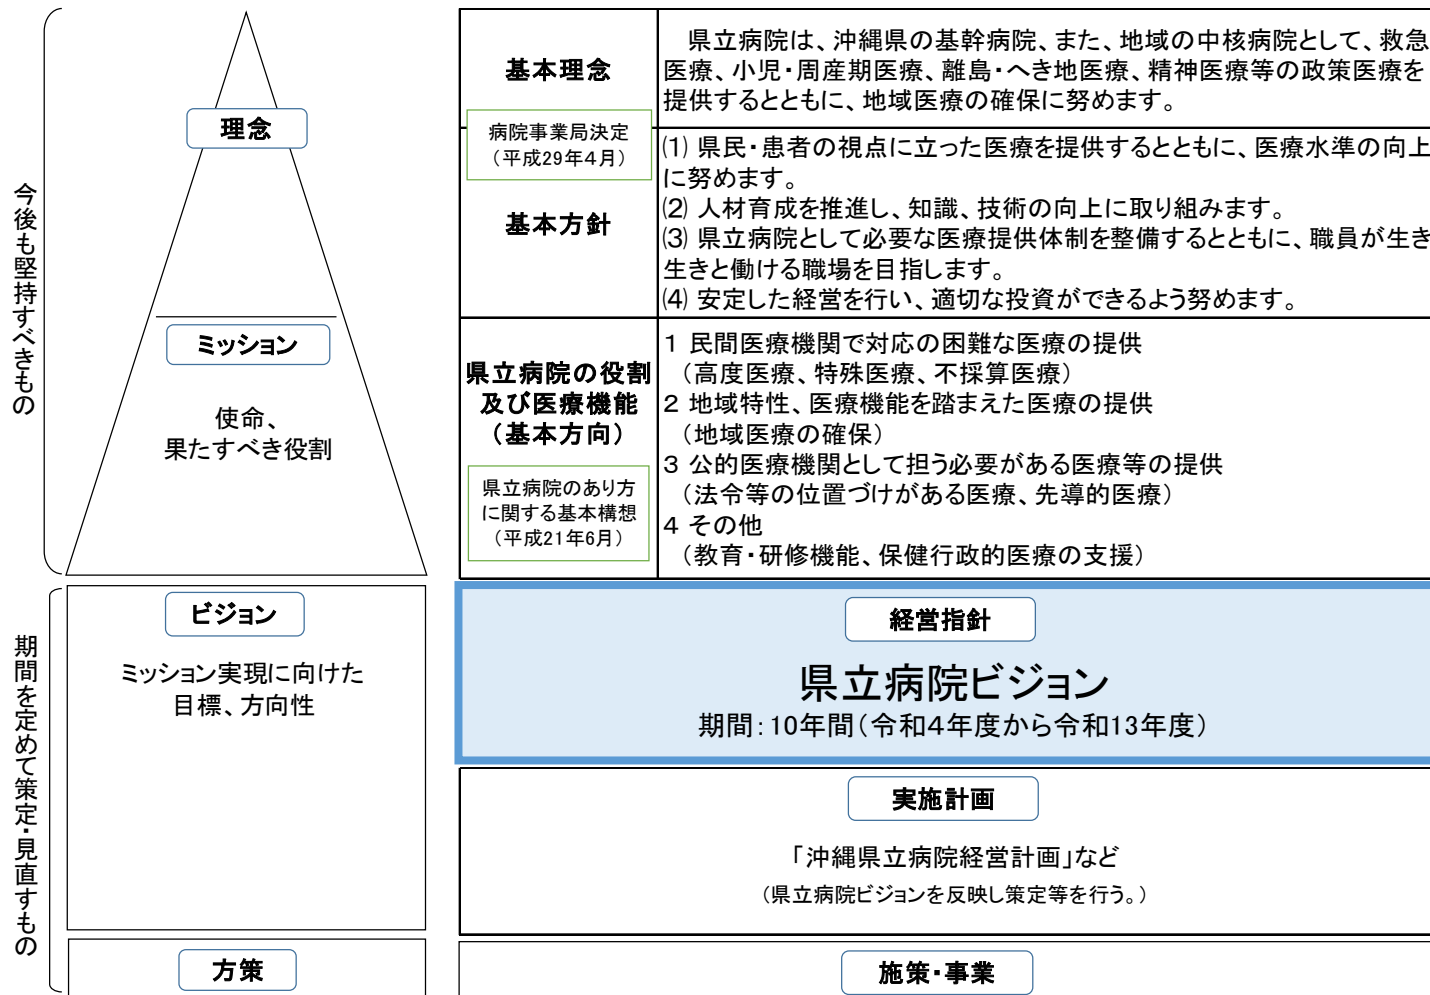 今後も堅持すべきもの
理念
ミッション
使命、
果たすべき役割
基本理念
病院事業局決定
（平成29年4月）
基本方針
県立病院は、沖縄県の基幹病院、また、地域の中核病院として、救急
医療、小児・周産期医療、離島・へき地医療、精神医療等の政策医療を
提供するとともに、地域医療の確保に努めます。
⑴ 県民・患者の視点に立った医療を提供するとともに、医療水準の向上
に努めます。
⑵ 人材育成を推進し、知識、技術の向上に取り組みます。
⑶ 県立病院として必要な医療提供体制を整備するとともに、職員が生き
生きと働ける職場を目指します。
⑷ 安定した経営を行い、適切な投資ができるよう努めます。
県立病院の役割
及び医療機能
（基本方向）
県立病院のあり方
に関する基本構想
（平成21年6月）
1 民間医療機関で対応の困難な医療の提供
（高度医療、特殊医療、不採算医療）
2 地域特性、医療機能を踏まえた医療の提供
（地域医療の確保）
3 公的医療機関として担う必要がある医療等の提供
（法令等の位置づけがある医療、先導的医療）
4 その他
（教育・研修機能、保健行政的医療の支援）
期間を定めて策定・見直すもの
ビジョン
ミッション実現に向けた
目標、方向性
経営指針
県立病院ビジョン
期間：10年間（令和4年度から令和13年度）
実施計画
「沖縄県立病院経営計画」など
（県立病院ビジョンを反映し策定等を行う。）
方策
施策・事業